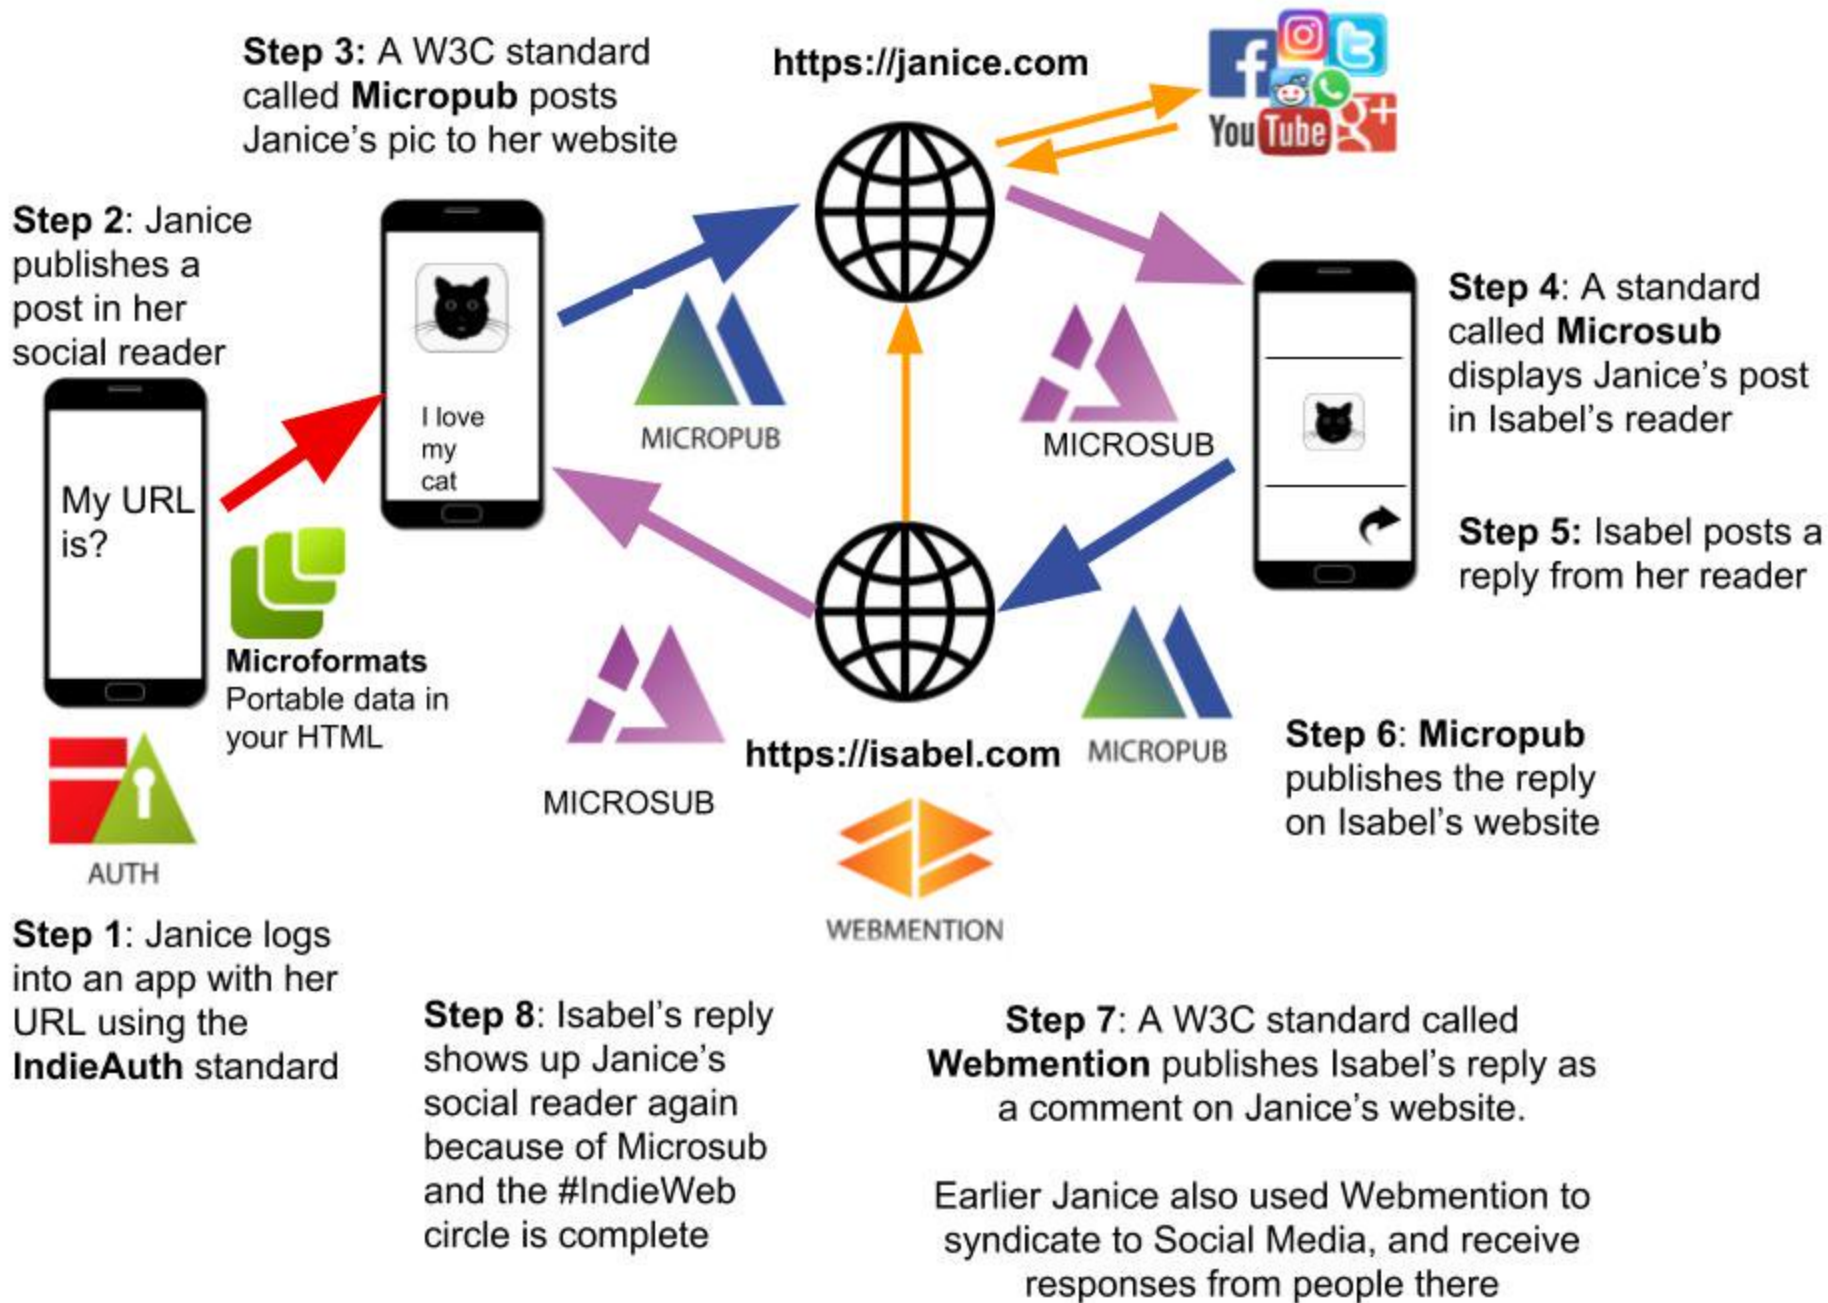 Step 3: A W3C standard
called Micropub posts
Janice's pic to her website
https://janice.com
You Tube
g+
Step 2: Janice
publishes a
post in her
social reader
I love
my
cat
MICROPUB
MICROSUB
Step 4: A standard
called Microsub
displays Janice's post
in Isabel's reader
My URL
is?
Step 5: Isabel posts a
reply from her reader
Microformats
Portable data in
your HTML
AUTH
MICROSUB
https://isabel.com
MICROPUB
Step 6: Micropub
publishes the reply
on Isabel's website
WEBMENTION
Step 1: Janice logs
into an app with her
URL using the
IndieAuth standard
Step 8: Isabel's reply
shows up Janice's
social reader again
because of Microsub
and the #IndieWeb
circle is complete
Step 7: A W3C standard called
Webmention publishes Isabel's reply as
a comment on Janice's website.
Earlier Janice also used Webmention to
syndicate to Social Media, and receive
responses from people there